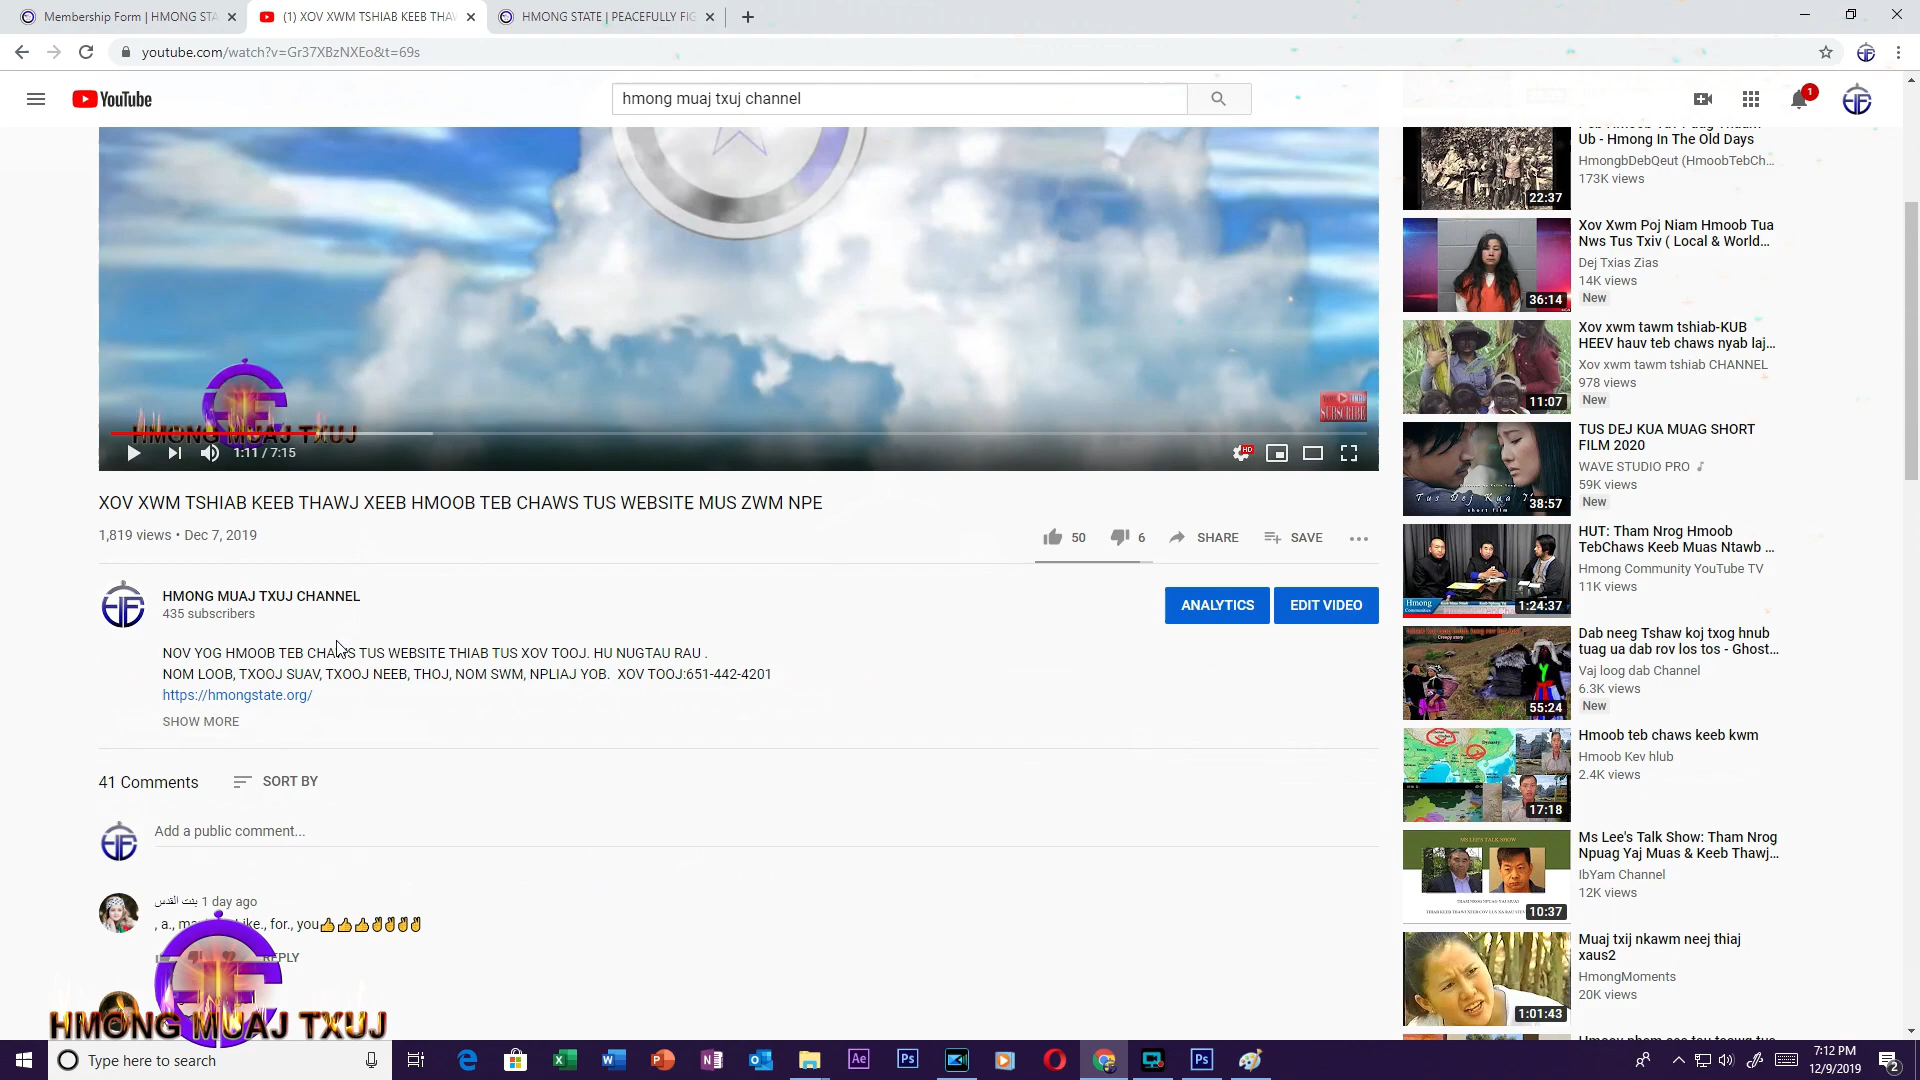 Membership Form | HMONG STA
(1) XOV XWM TSHIAB KEEB THAW
HMONG STATE | PEACEFULLY FIG
youtube.com/watch?v=Gr37XBzNXEo&t=69s
YouTube
hmong muaj txuj channel
1
HMONG MUAJ TXUJ
SUBSCRIBE
1:11 / 7:15
HD
XOV XWM TSHIAB KEEB THAWJ XEEB HMOOB TEB CHAWS TUS WEBSITE MUS ZWM NPE
1,819 views • Dec 7, 2019
50
6
SHARE
SAVE
HMONG MUAJ TXUJ CHANNEL
435 subscribers
ANALYTICS
EDIT VIDEO
NOV YOG HMOOB TEB CHAWS TUS WEBSITE THIAB TUS XOV TOOJ. HU NUGTAU RAU .
NOM LOOB, TXOOJ SUAV, TXOOJ NEEB, THOJ, NOM SWM, NPLIAJ YOB. XOV TOOJ:651-442-4201
https://hmongstate.org/
SHOW MORE
41 Comments
SORT BY
Add a public comment...
بنت القدس 1 day ago
REPLY
HMONG MUAJ TXUJ
Ub - Hmong In The Old Days
HmongbDebQeut (HmoobTebCh...
173K views
22:37
Xov Xwm Poj Niam Hmoob Tua
Nws Tus Txiv ( Local & World...
Dej Txias Zias
14K views
New
36:14
Xov xwm tawm tshiab-KUB
HEEV hauv teb chaws nyab laj...
Xov xwm tawm tshiab CHANNEL
978 views
New
11:07
TUS DEJ KUA MUAG SHORT
FILM 2020
WAVE STUDIO PRO
59K views
New
38:57
HUT: Tham Nrog Hmoob
TebChaws Keeb Muas Ntawb ...
Hmong Community YouTube TV
11K views
1:24:37
Dab neeg Tshaw koj txog hnub
tuag ua dab rov los tos - Ghost...
Vaj loog dab Channel
6.3K views
New
55:24
Hmoob teb chaws keeb kwm
Hmoob Kev hlub
2.4K views
17:18
Ms Lee's Talk Show: Tham Nrog
Npuag Yaj Muas & Keeb Thawj...
IbYam Channel
12K views
MS LEE'S TALK SHOW
10:37
Muaj txij nkawm neej thiaj
xaus2
HmongMoments
20K views
1:01:43
Type here to search
7:12 PM
12/9/2019
2